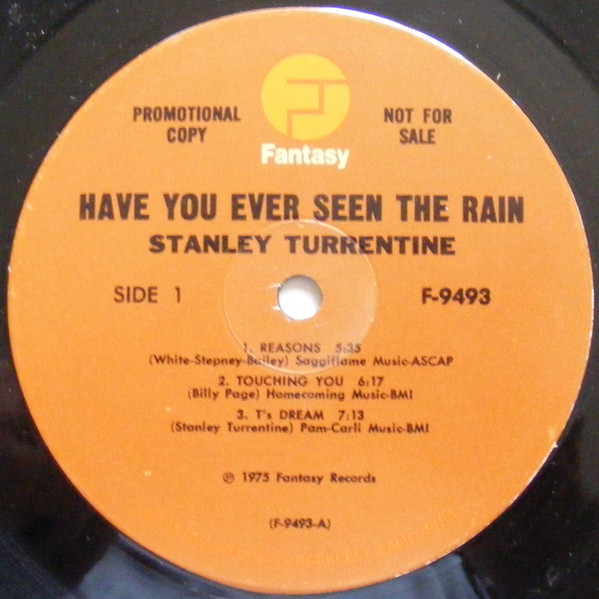 PROMOTIONAL COPY
NOT FOR SALE
Fantasy
HAVE YOU EVER SEEN THE RAIN
STANLEY TURRENTINE
SIDE 1
F-9493
1. REASONS 5:35
(White-Stepney-Bailey) Saggiflame Music-ASCAP
2. TOUCHING YOU 6:17
(Billy Page) Homecoming Music-BMI
3. T's DREAM 7:13
(Stanley Turrentine) Pam-Carli Music-BMI
℗ 1975 Fantasy Records
(F-9493-A)